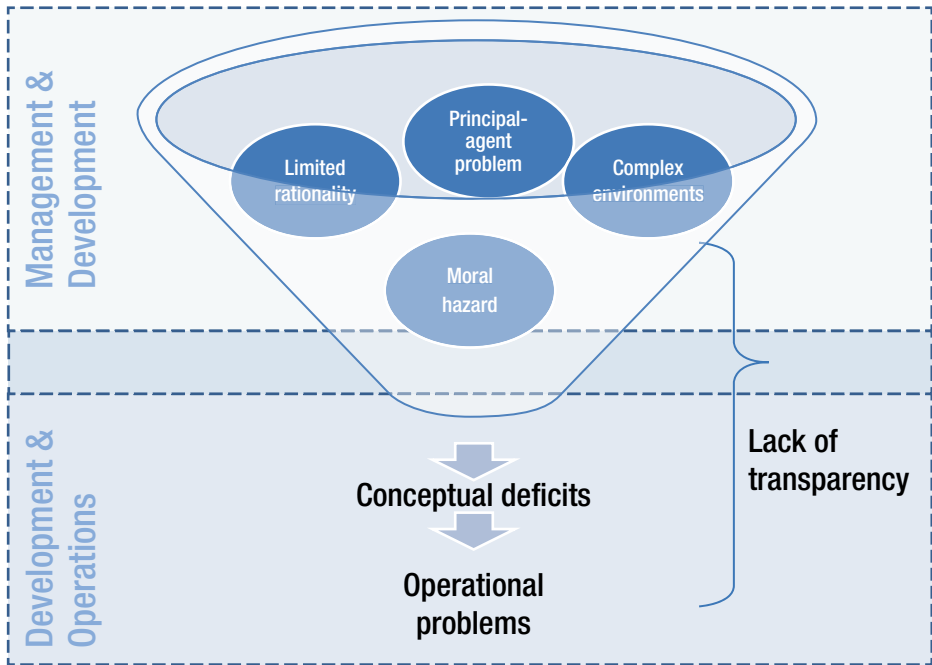 Management &
Development
Principal-
agent
problem
Limited
rationality
Complex
environments
Moral
hazard
Lack of
transparency
Conceptual deficits
Operational
problems
Development &
Operations